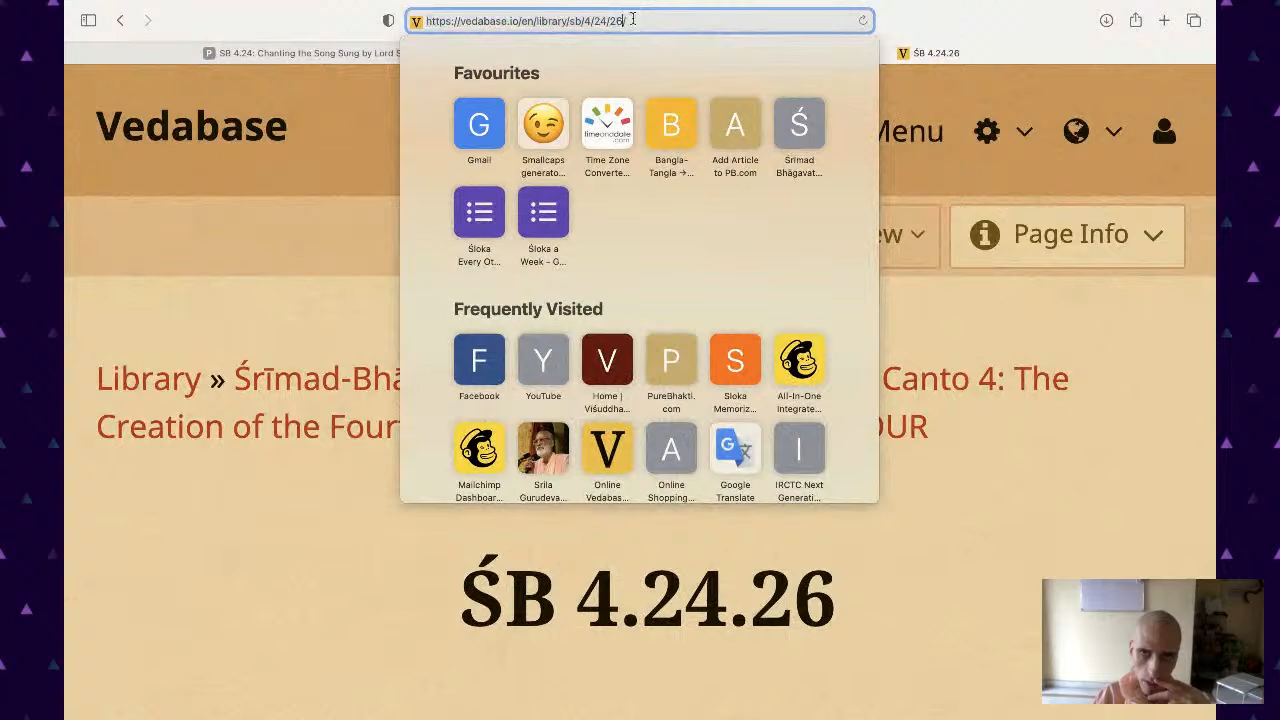 https://vedabase.io/en/library/sb/4/24/26/
P SB 4.24: Chanting the Song Sung by Lord S
V ŚB 4.24.26
Vedabase
Menu
ew
Page Info
Favourites
G
timeanddate.com
B
A
Ś
Gmail
Smallcaps generato...
Time Zone Converte...
Bangla-Tangla →...
Add Article to PB.com
Śrīmad Bhāgavat...
Śloka Every Ot...
Śloka a Week – G...
Frequently Visited
F
Y
V
P
S
Facebook
YouTube
Home | Viśuddha...
PureBhakti.com
Sloka Memoriz...
All-In-One Integrate...
V
A
G
I
Mailchimp Dashboar...
Srila Gurudeva...
Online Vedabas...
Online Shopping...
Google Translate
IRCTC Next Generati...
Library » Śrīmad-Bhā
Canto 4: The
Creation of the Four
OUR
ŚB 4.24.26